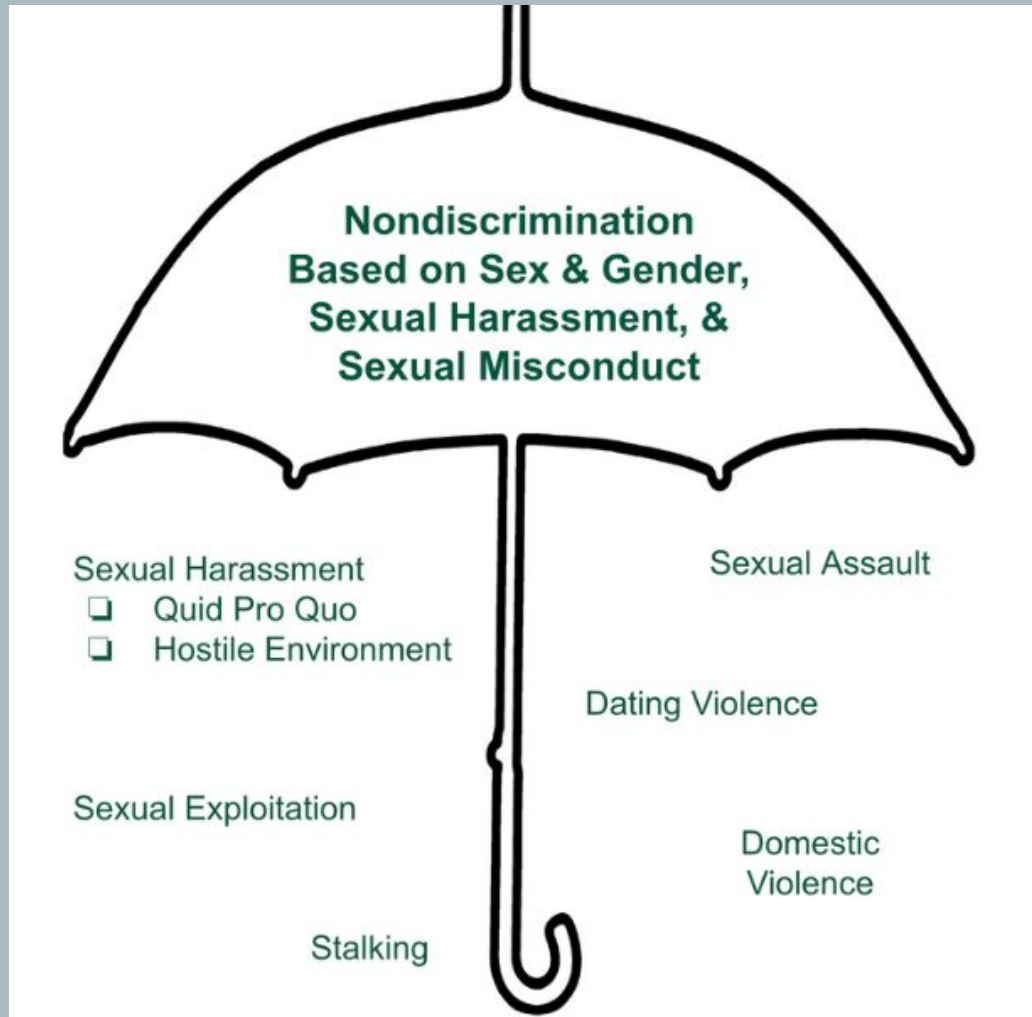 Nondiscrimination
Based on Sex & Gender,
Sexual Harassment, &
Sexual Misconduct
Sexual Harassment
❏ Quid Pro Quo
❏ Hostile Environment
Sexual Assault
Dating Violence
Sexual Exploitation
Domestic
Violence
Stalking